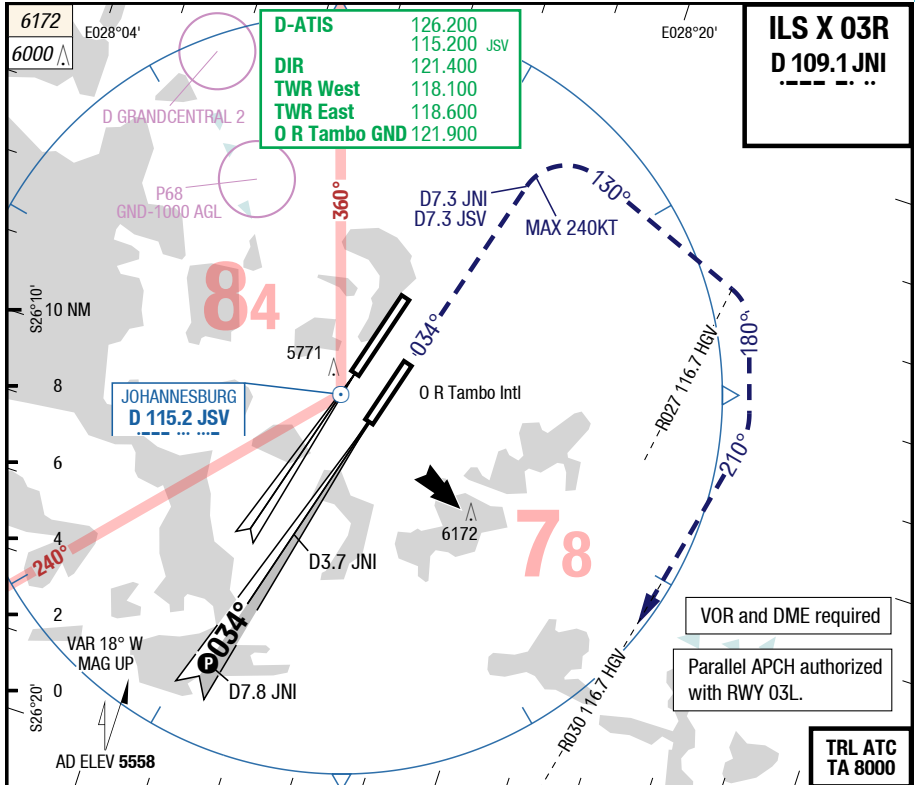 6172
6000
E028°04'
D-ATIS 126.200
115.200 JSV
DIR 121.400
TWR West 118.100
TWR East 118.600
O R Tambo GND 121.900
E028°20'
ILS X 03R
D 109.1 JNI
D GRANDCENTRAL 2
P68
GND-1000 AGL
360°
D7.3 JNI
D7.3 JSV
MAX 240KT
130°
S26°10'
10 NM
84
5771
034°
180°
R027 116.7 HGV
8
JOHANNESBURG
D 115.2 JSV
O R Tambo Intl
6
210°
6172
78
4
240°
D3.7 JNI
2
034°
P
VAR 18° W
MAG UP
VOR and DME required
0
D7.8 JNI
Parallel APCH authorized
with RWY 03L.
S26°20'
R030 116.7 HGV
AD ELEV 5558
TRL ATC
TA 8000